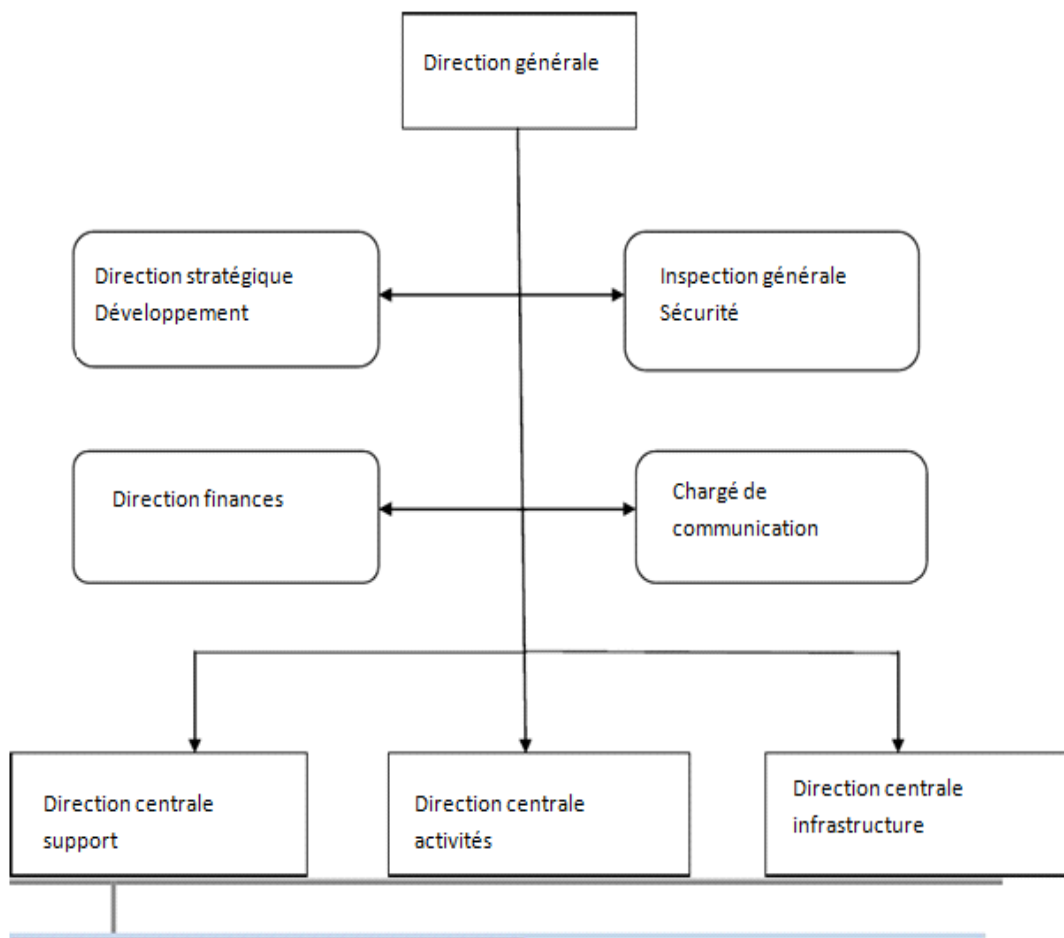 Direction générale
Direction stratégique
Développement
Inspection générale
Sécurité
Direction finances
Chargé de
communication
Direction centrale
support
Direction centrale
activités
Direction centrale
infrastructure